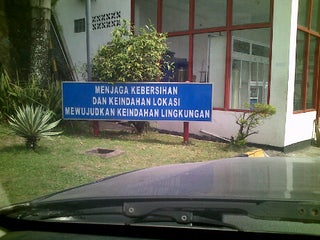 MENJAGA KEBERSIHAN
DAN KEINDAHAN LOKASI
MEWUJUDKAN KEINDAHAN LINGKUNGAN